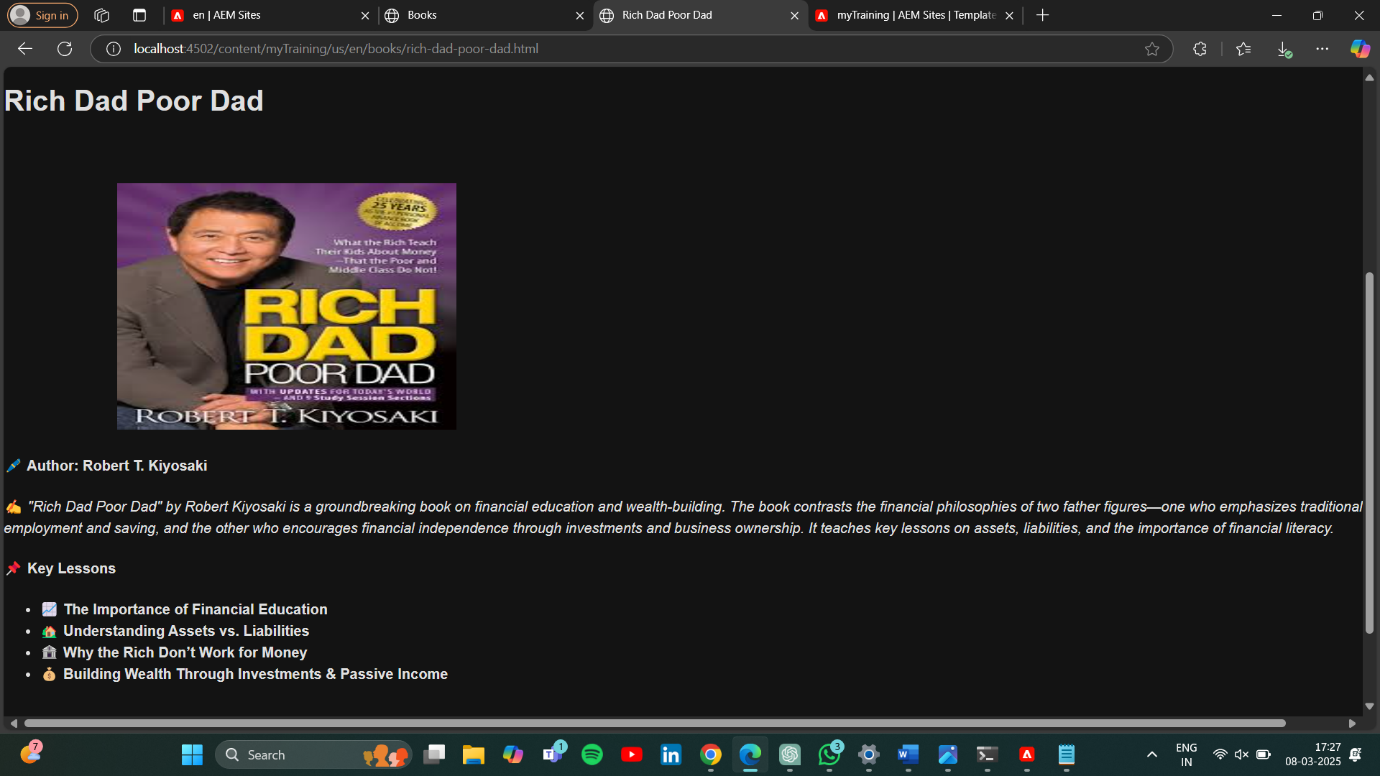 Sign in
en | AEM Sites
Books
Rich Dad Poor Dad
myTraining | AEM Sites | Template
localhost:4502/content/myTraining/us/en/books/rich-dad-poor-dad.html
Rich Dad Poor Dad
CELEBRATING
25 YEARS
What the Rich Teach
Their Kids About Money
—That the Poor and
Middle Class Do Not!
RICH
DAD
POOR DAD
WITH UPDATES FOR TODAY'S WORLD
— AND 9 Study Session Sections
ROBERT T. KIYOSAKI
Author: Robert T. Kiyosaki
"Rich Dad Poor Dad" by Robert Kiyosaki is a groundbreaking book on financial education and wealth-building. The book contrasts the financial philosophies of two father figures—one who emphasizes traditional
employment and saving, and the other who encourages financial independence through investments and business ownership. It teaches key lessons on assets, liabilities, and the importance of financial literacy.
📌 Key Lessons
• 📈 The Importance of Financial Education
• 🏡 Understanding Assets vs. Liabilities
• 🏦 Why the Rich Don’t Work for Money
• 💰 Building Wealth Through Investments & Passive Income
7
Search
1
3
ENG
IN
17:27
08-03-2025